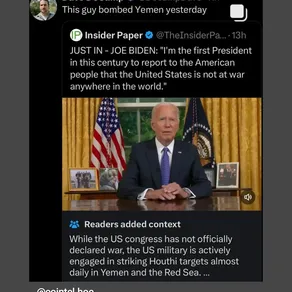 This guy bombed Yemen yesterday
Insider Paper @TheInsiderPa... · 13h
JUST IN - JOE BIDEN: "I'm the first President
in this century to report to the American
people that the United States is not at war
anywhere in the world."
Readers added context
While the US congress has not officially
declared war, the US military is actively
engaged in striking Houthi targets almost
daily in Yemen and the Red Sea. ...